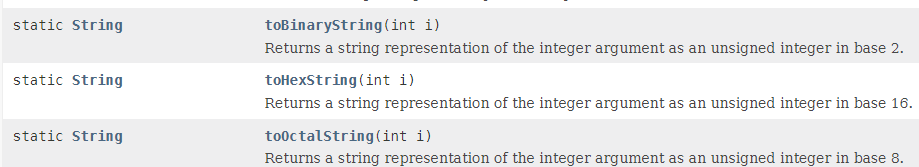 static String toBinaryString(int i)
Returns a string representation of the integer argument as an unsigned integer in base 2.
static String toHexString(int i)
Returns a string representation of the integer argument as an unsigned integer in base 16.
static String toOctalString(int i)
Returns a string representation of the integer argument as an unsigned integer in base 8.